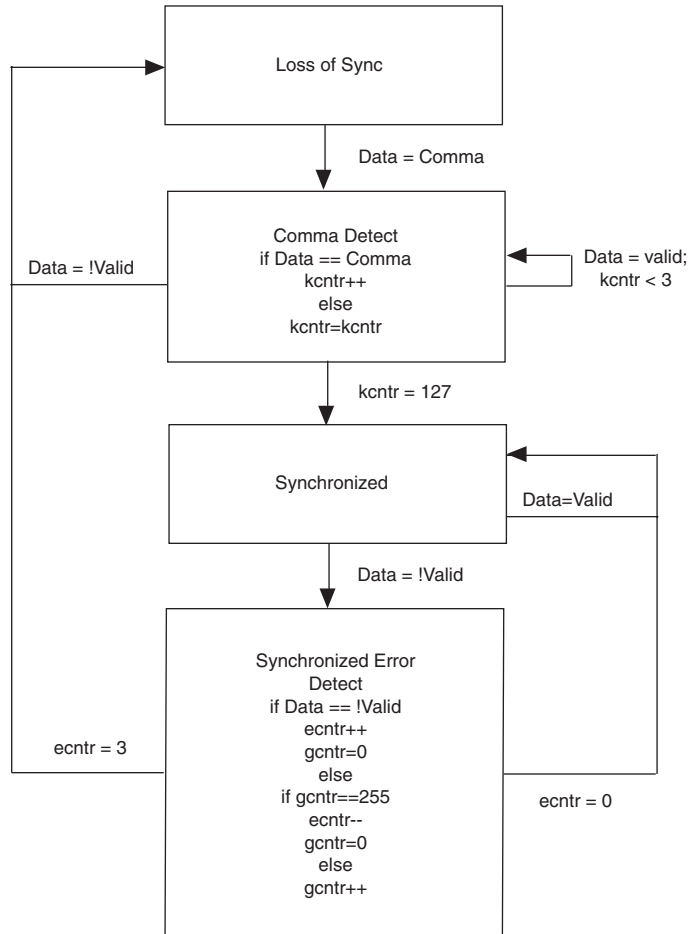 Loss of Sync
Data = Comma
Comma Detect
if Data == Comma
kcntr++
else
kcntr=kcntr
Data = !Valid
Data = valid;
kcntr < 3
kcntr = 127
Synchronized
Data=Valid
Data = !Valid
Synchronized Error
Detect
if Data == !Valid
ecntr++
gcntr=0
else
if gcntr==255
ecntr--
gcntr=0
else
gcntr++
ecntr = 3
ecntr = 0